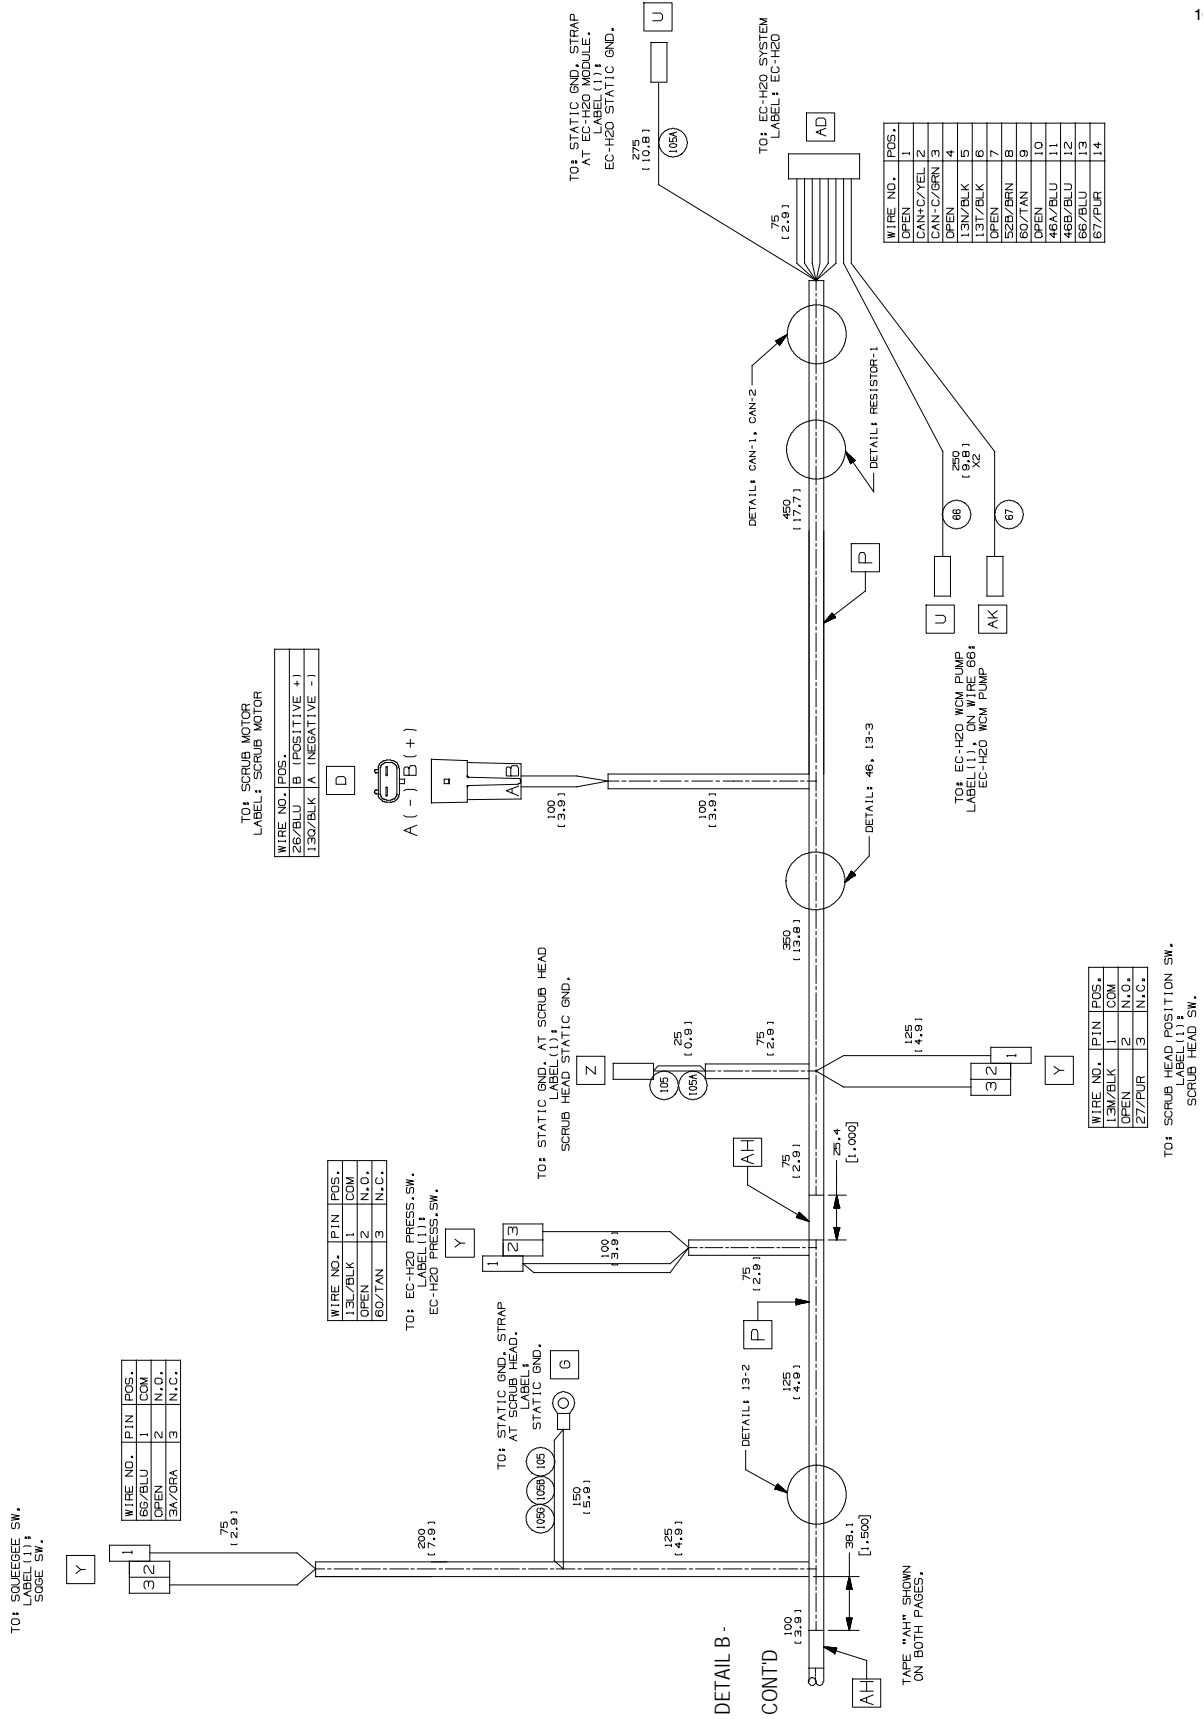 1
TO: SQUEEGEE SW.
LABEL(1):
SQGE SW.
Y
1
3 2
WIRE NO. PIN POS.
6G/BLU 1 COM
OPEN 2 N.O.
3A/ORA 3 N.C.
75
[2.9]
200
[7.9]
125
[4.9]
105G 105B 105
150
[5.9]
TO: STATIC GND. STRAP
AT SCRUB HEAD.
LABEL:
STATIC GND.
G
DETAIL B -
CONT'D
100
[3.9]
38.1
[1.500]
AH
TAPE "AH" SHOWN
ON BOTH PAGES.
DETAIL: 13-2
125
[4.9]
P
WIRE NO. PIN POS.
13L/BLK 1 COM
OPEN 2 N.O.
60/TAN 3 N.C.
TO: EC-H2O PRESS.SW.
LABEL(1):
EC-H2O PRESS.SW.
Y
1
2 3
100
[3.9]
75
[2.9]
AH
25.4
[1.000]
75
[2.9]
TO: STATIC GND. AT SCRUB HEAD
LABEL(1):
SCRUB HEAD STATIC GND.
Z
105 105A
25
[0.9]
75
[2.9]
125
[4.9]
3 2
1
Y
WIRE NO. PIN POS.
13M/BLK 1 COM
OPEN 2 N.O.
27/PUR 3 N.C.
TO: SCRUB HEAD POSITION SW.
LABEL(1):
SCRUB HEAD SW.
350
[13.8]
DETAIL: 46, 13-3
TO: SCRUB MOTOR
LABEL: SCRUB MOTOR
WIRE NO. POS.
26/BLU B (POSITIVE +)
13Q/BLK A (NEGATIVE -)
D
A (-) B (+)
A B
100
[3.9]
100
[3.9]
P
450
[17.7]
DETAIL: CAN-1, CAN-2
DETAIL: RESISTOR-1
TO: STATIC GND. STRAP
AT EC-H2O MODULE.
LABEL(1):
EC-H2O STATIC GND.
U
275
[10.8]
105A
TO: EC-H2O SYSTEM
LABEL: EC-H2O
AD
75
[2.9]
WIRE NO. POS.
OPEN 1
CAN+C/YEL 2
CAN-C/GRN 3
OPEN 4
13N/BLK 5
13T/BLK 6
OPEN 7
52B/BRN 8
60/TAN 9
OPEN 10
46A/BLU 11
46B/BLU 12
66/BLU 13
67/PUR 14
250
[9.8]
X2
66
67
U
AK
TO: EC-H2O WCM PUMP
LABEL(1), ON WIRE 66:
EC-H2O WCM PUMP